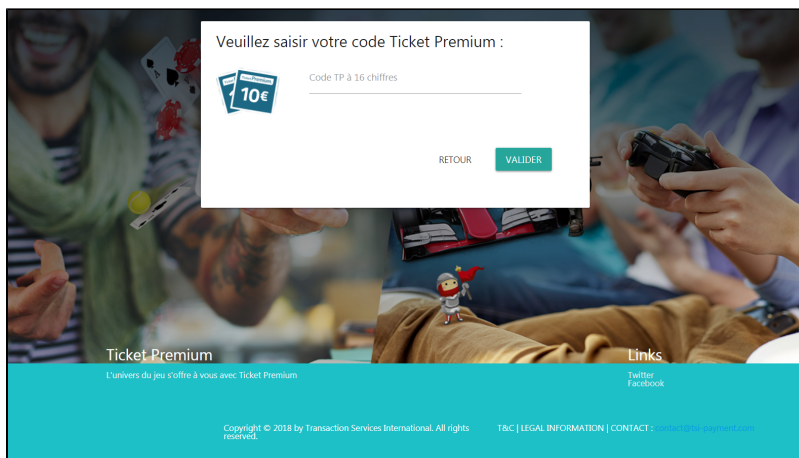 Veuillez saisir votre code Ticket Premium :
Code TP à 16 chiffres
10€
RETOUR
VALIDER
Ticket Premium
L'univers du jeu s'offre à vous avec Ticket Premium
Links
Twitter
Facebook
Copyright © 2018 by Transaction Services International. All rights
reserved.
T&C | LEGAL INFORMATION | CONTACT : contact@tsi-payment.com